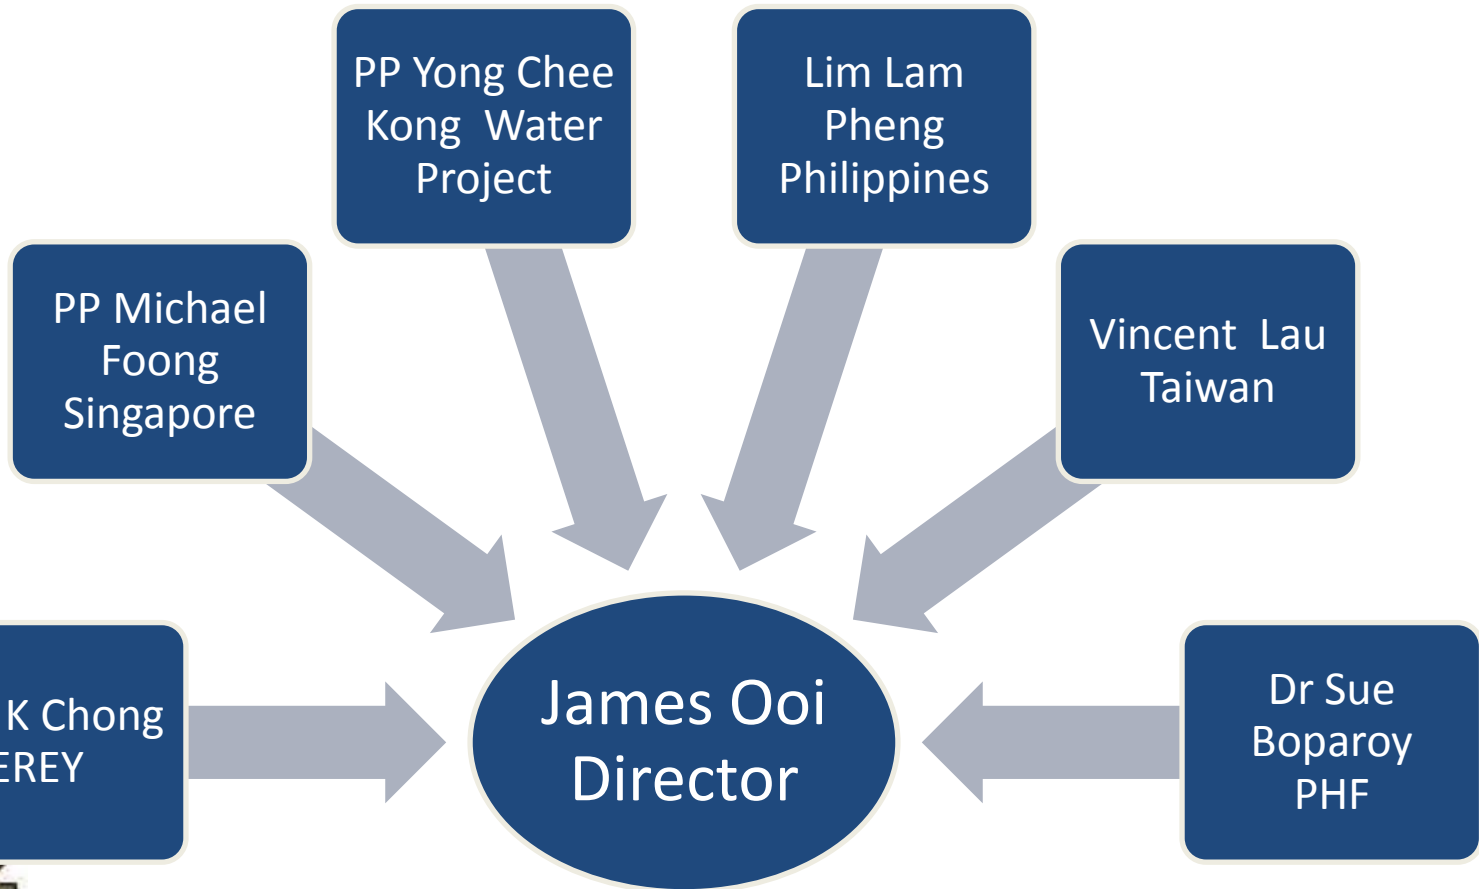 PP Yong Chee
Kong Water
Project
Lim Lam
Pheng
Philippines
PP Michael
Foong
Singapore
Vincent Lau
Taiwan
K Chong
EREY
James Ooi
Director
Dr Sue
Boparoy
PHF